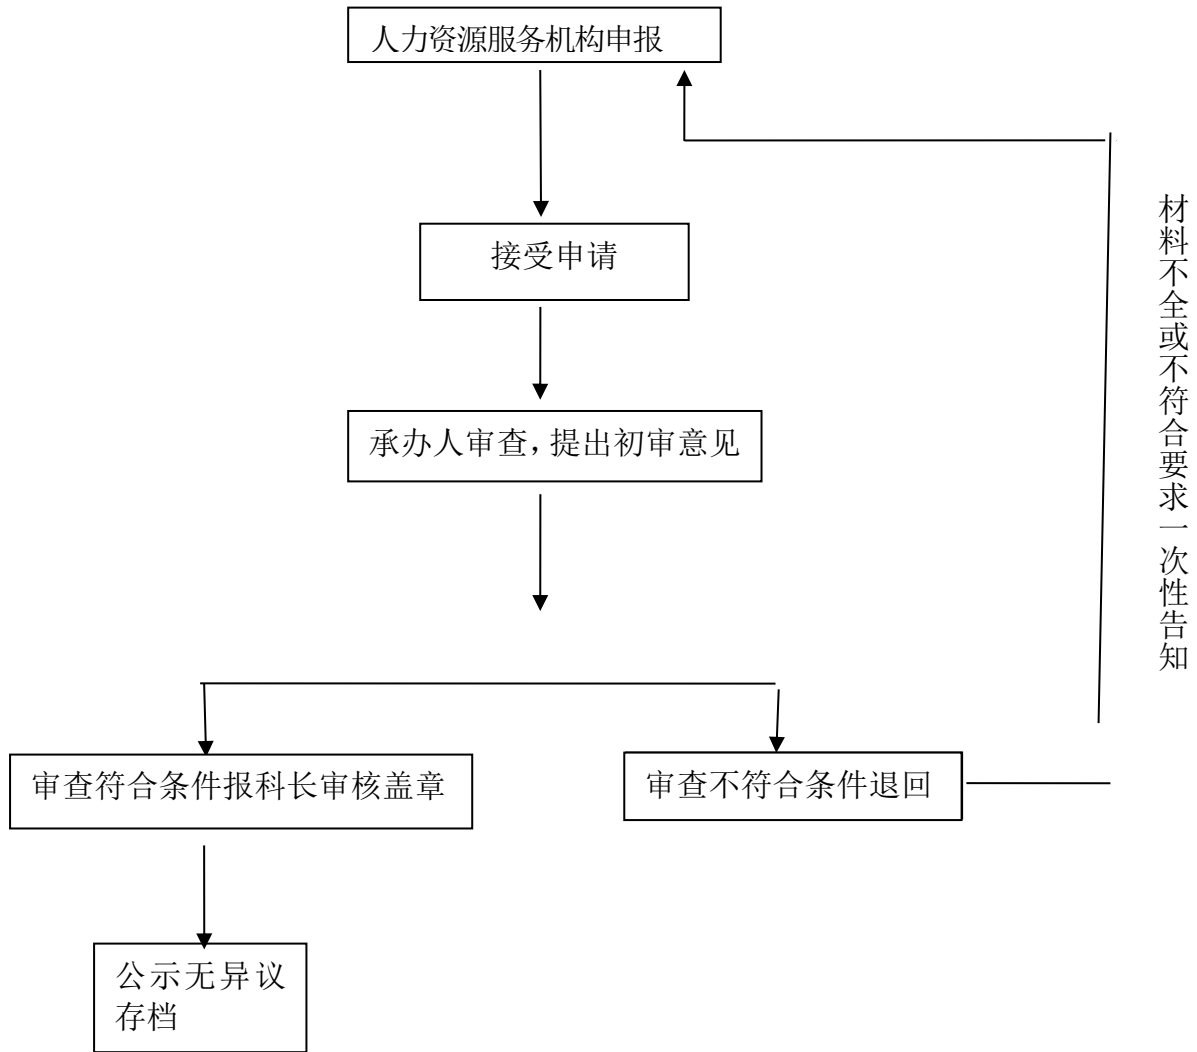 人力资源服务机构申报
接受申请
承办人审查，提出初审意见
材料不全或不符合要求一次性告知
审查符合条件报科长审核盖章
审查不符合条件退回
公示无异议
存档